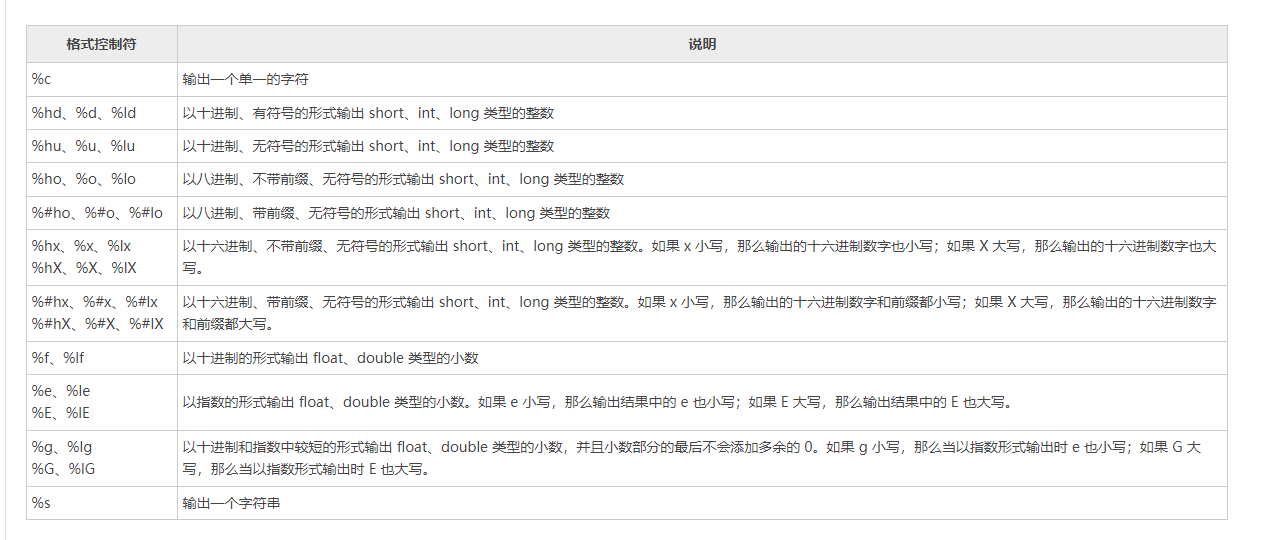 格式控制符 说明
%c 输出一个单一的字符
%hd、%d、%ld 以十进制、有符号的形式输出 short、int、long 类型的整数
%hu、%u、%lu 以十进制、无符号的形式输出 short、int、long 类型的整数
%ho、%o、%lo 以八进制、不带前缀、无符号的形式输出 short、int、long 类型的整数
%#ho、%#o、%#lo 以八进制、带前缀、无符号的形式输出 short、int、long 类型的整数
%hx、%x、%lx 以十六进制、不带前缀、无符号的形式输出 short、int、long 类型的整数。如果 x 小写，那么输出的十六进制数字也小写；如果 X 大写，那么输出的十六进制数字也大
%hX、%X、%lX 写。
%#hx、%#x、%#lx 以十六进制、带前缀、无符号的形式输出 short、int、long 类型的整数。如果 x 小写，那么输出的十六进制数字和前缀都小写；如果 X 大写，那么输出的十六进制数字
%#hX、%#X、%#lX 和前缀都大写。
%f、%lf 以十进制的形式输出 float、double 类型的小数
%e、%le
%E、%lE
以指数的形式输出 float、double 类型的小数。如果 e 小写，那么输出结果中的 e 也小写；如果 E 大写，那么输出结果中的 E 也大写。
%g、%lg 以十进制和指数中较短的形式输出 float、double 类型的小数，并且小数部分的最后不会添加多余的 0。如果 g 小写，那么当以指数形式输出时 e 也小写；如果 G 大
%G、%lG 写，那么当以指数形式输出时 E 也大写。
%s 输出一个字符串